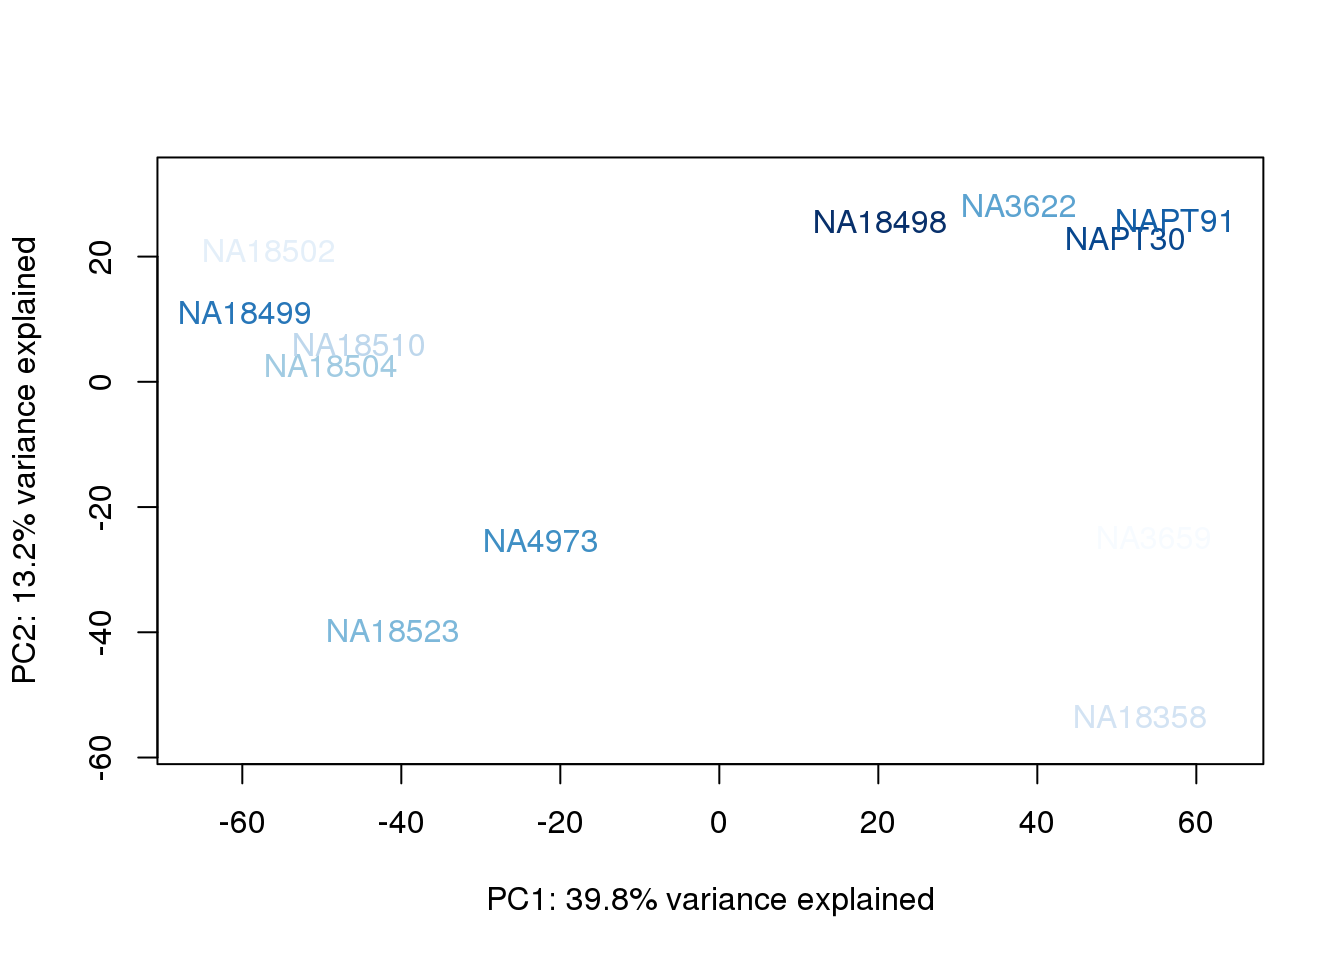 NA3622
NA18498
NAPT91
NAPT30
NA18502
NA18499
NA18510
NA18504
NA4973
NA3659
NA18523
NA18358
20
0
-20
-40
-60
PC2: 13.2% variance explained
-60 -40 -20 0 20 40 60
PC1: 39.8% variance explained